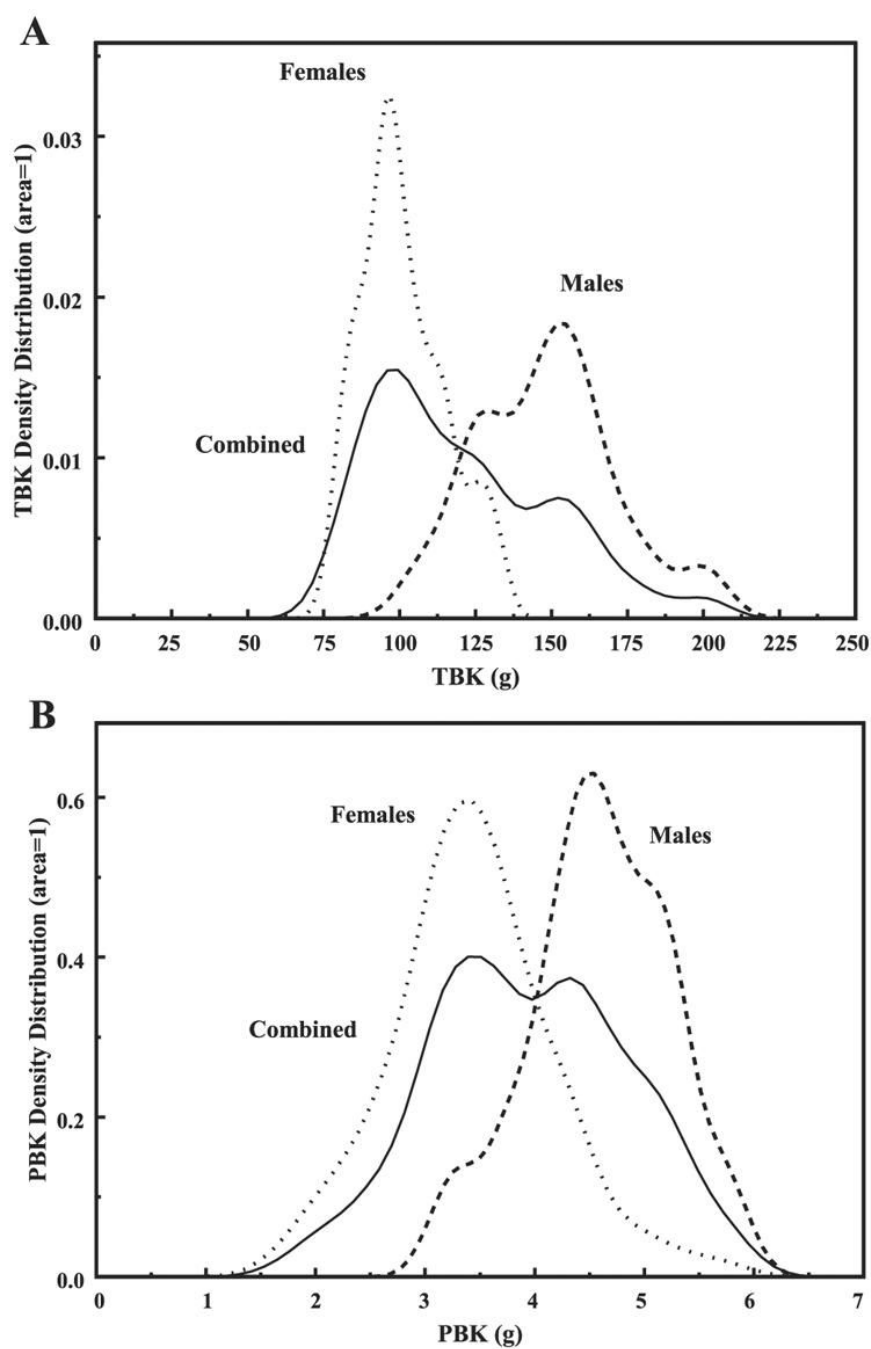 A
TBK Density Distribution (area=1)
0.03
0.02
0.01
0.00
Females
Males
Combined
0 25 50 75 100 125 150 175 200 225 250
TBK (g)
B
PBK Density Distribution (area=1)
0.6
0.4
0.2
0.0
Females
Males
Combined
0 1 2 3 4 5 6 7
PBK (g)